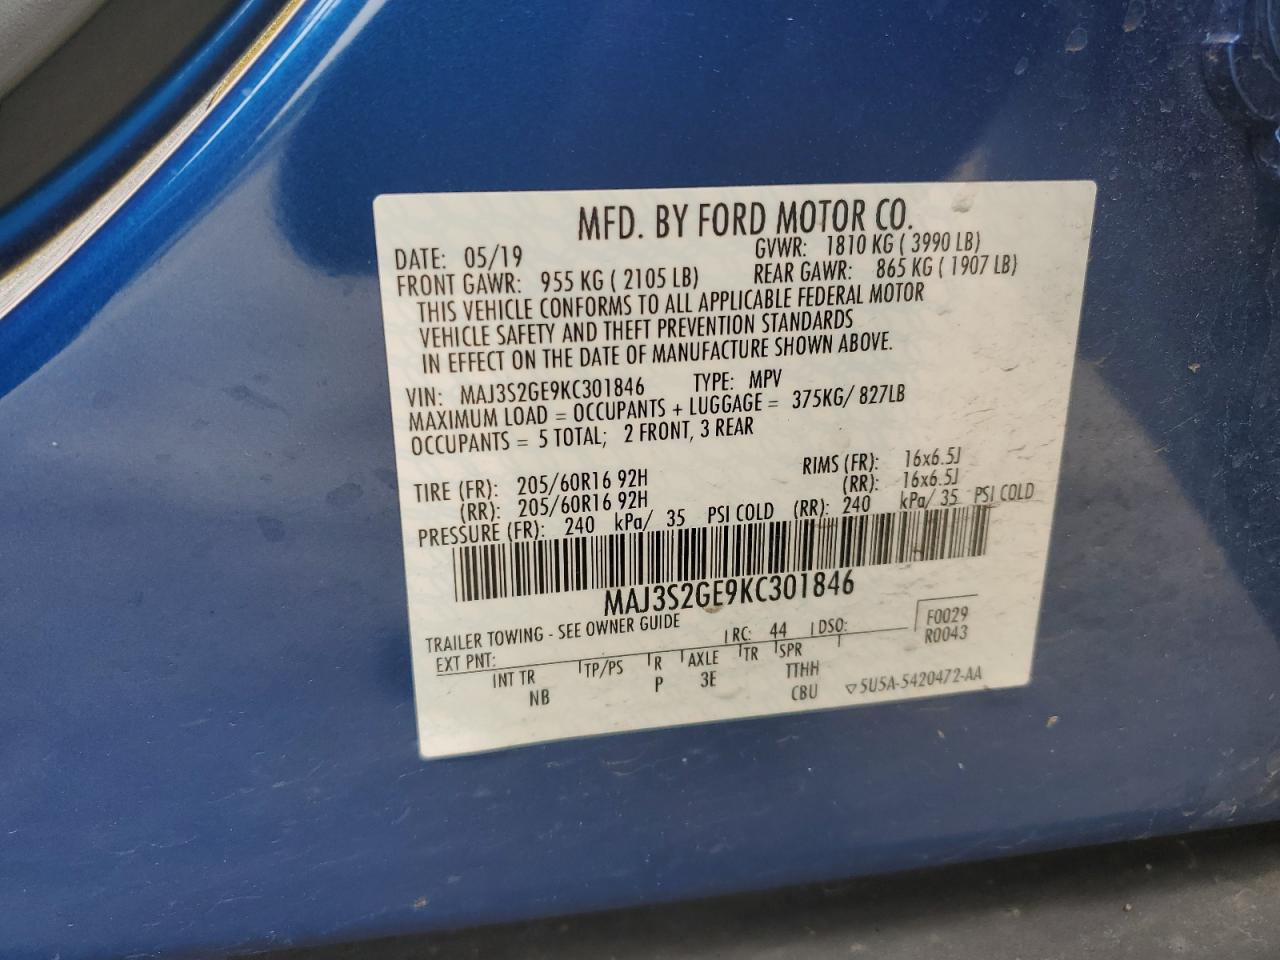 MFD. BY FORD MOTOR CO.
DATE: 05/19 GVWR: 1810 KG ( 3990 LB)
FRONT GAWR: 955 KG ( 2105 LB) REAR GAWR: 865 KG ( 1907 LB)
THIS VEHICLE CONFORMS TO ALL APPLICABLE FEDERAL MOTOR
VEHICLE SAFETY AND THEFT PREVENTION STANDARDS
IN EFFECT ON THE DATE OF MANUFACTURE SHOWN ABOVE.
VIN: MAJ3S2GE9KC301846 TYPE: MPV
MAXIMUM LOAD = OCCUPANTS + LUGGAGE = 375KG/ 827LB
OCCUPANTS = 5 TOTAL; 2 FRONT, 3 REAR
TIRE (FR): 205/60R16 92H RIMS (FR): 16x6.5J
(RR): 205/60R16 92H (RR): 16x6.5J
PRESSURE (FR): 240 kPa/ 35 PSI COLD (RR): 240 kPa/ 35 PSI COLD
MAJ3S2GE9KC301846
TRAILER TOWING - SEE OWNER GUIDE
EXT PNT: RC: 44 DSO: F0029
R0043
INT TR TP/PS R AXLE TR SPR
NB P 3E TTHH
CBU ▽5U5A-5420472-AA